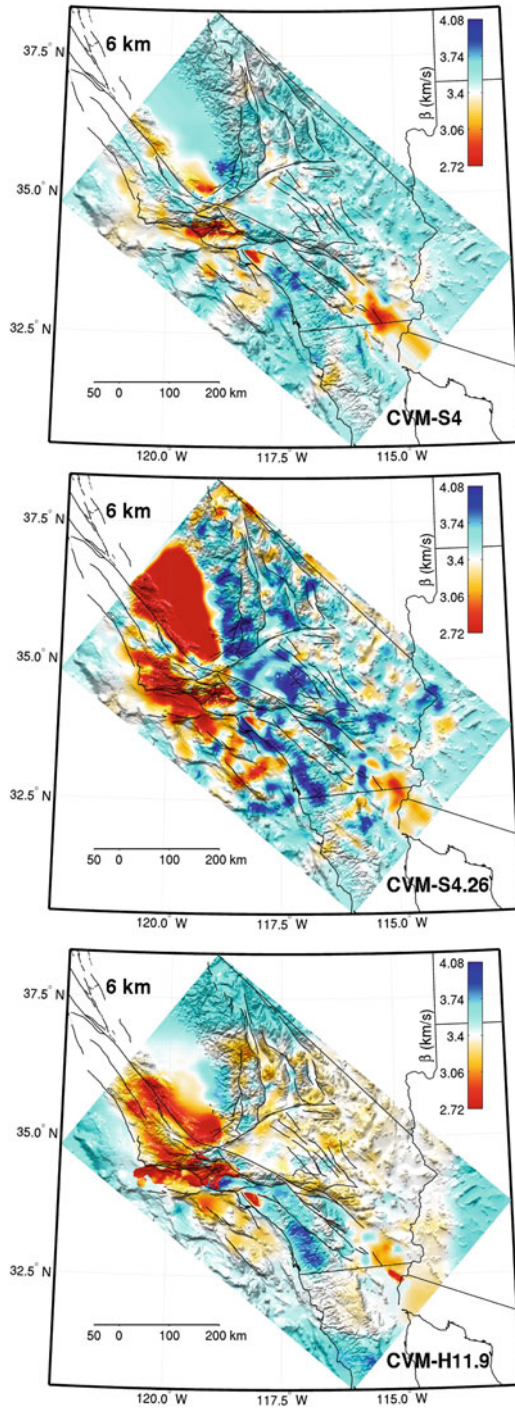 6 km
37.5° N
35.0° N
32.5° N
4.08
3.74
3.4
3.06
2.72
β (km/s)
50 0 100 200 km
CVM-S4
120.0° W
117.5° W
115.0° W
6 km
37.5° N
35.0° N
32.5° N
4.08
3.74
3.4
3.06
2.72
β (km/s)
50 0 100 200 km
CVM-S4.26
120.0° W
117.5° W
115.0° W
6 km
37.5° N
35.0° N
32.5° N
4.08
3.74
3.4
3.06
2.72
β (km/s)
50 0 100 200 km
CVM-H11.9
120.0° W
117.5° W
115.0° W